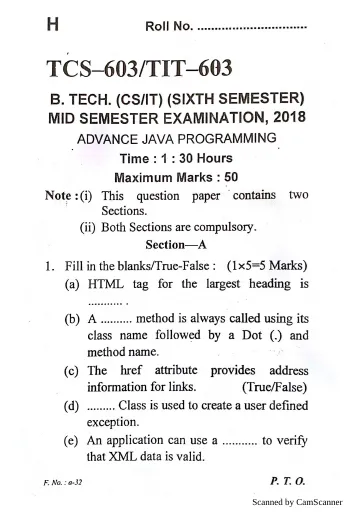 H Roll No. ...............................
TCS–603/TIT–603
B. TECH. (CS/IT) (SIXTH SEMESTER)
MID SEMESTER EXAMINATION, 2018
ADVANCE JAVA PROGRAMMING
Time : 1 : 30 Hours
Maximum Marks : 50
Note : (i) This question paper contains two
Sections.
(ii) Both Sections are compulsory.
Section—A
1. Fill in the blanks/True-False : (1×5=5 Marks)
(a) HTML tag for the largest heading is
............ .
(b) A .......... method is always called using its
class name followed by a Dot (.) and
method name.
(c) The href attribute provides address
information for links. (True/False)
(d) ......... Class is used to create a user defined
exception.
(e) An application can use a ........... to verify
that XML data is valid.
F. No. : a-32 P. T. O.
Scanned by CamScanner